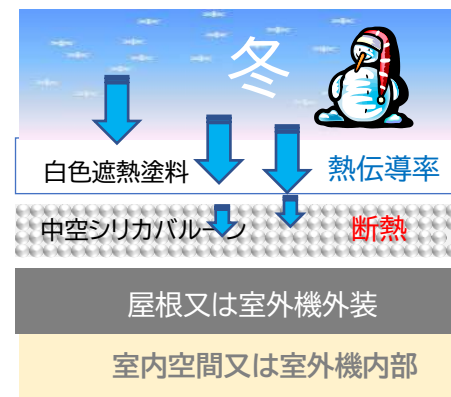 冬
白色遮熱塗料 熱伝導率
中空シリカバルーン 断熱
屋根又は室外機外装
室内空間又は室外機内部